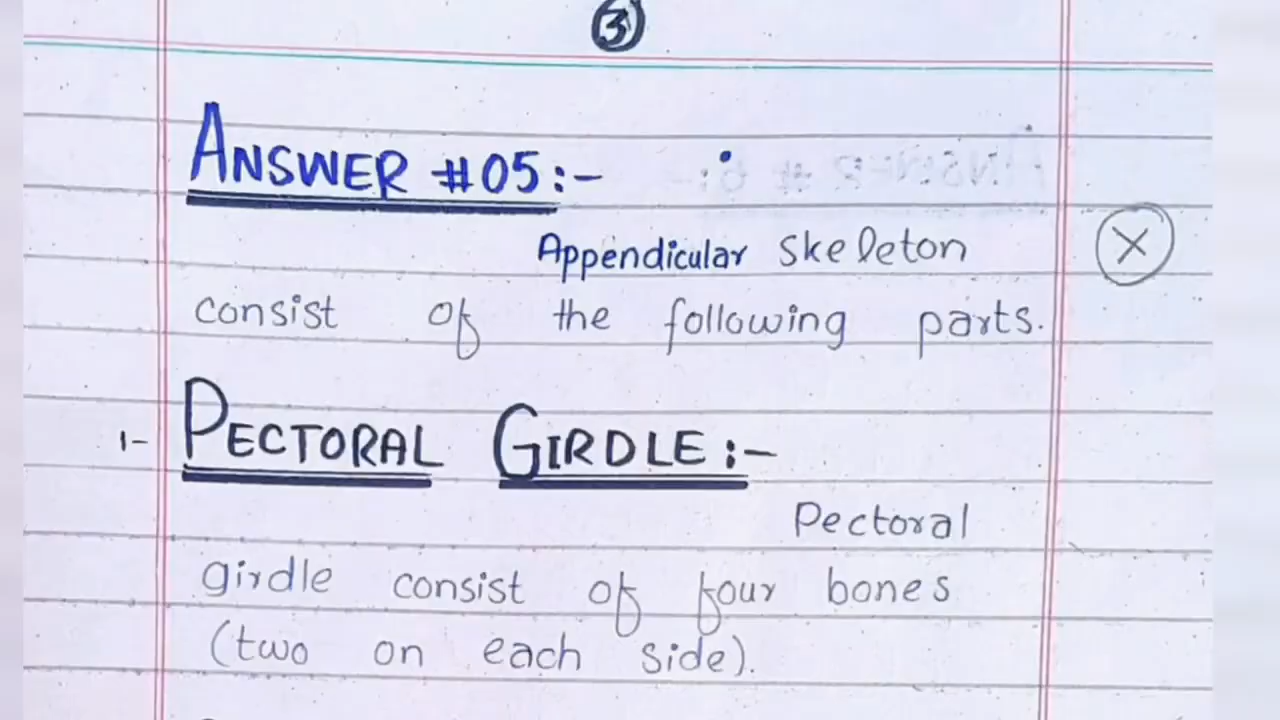 3
ANSWER #05:-
Appendicular skeleton
consist of the following parts.
1- PECTORAL GIRDLE:-
Pectoral
girdle consist of four bones
(two on each side).